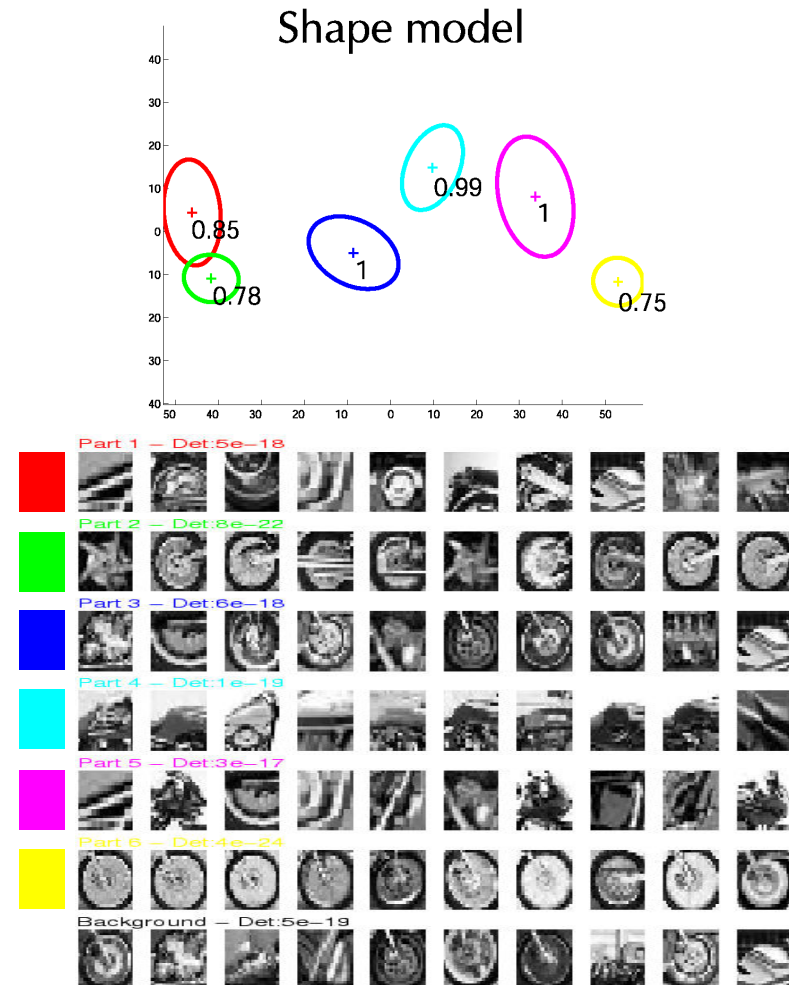 Shape model
40
30
20
10
0
10
20
30
40
50 40 30 20 10 0 10 20 30 40 50
0.85
0.78
1
0.99
1
0.75
Part 1 – Det:5e–18
Part 2 – Det:8e–22
Part 3 – Det:6e–18
Part 4 – Det:1e–19
Part 5 – Det:3e–17
Part 6 – Det:4e–24
Background – Det:5e–19